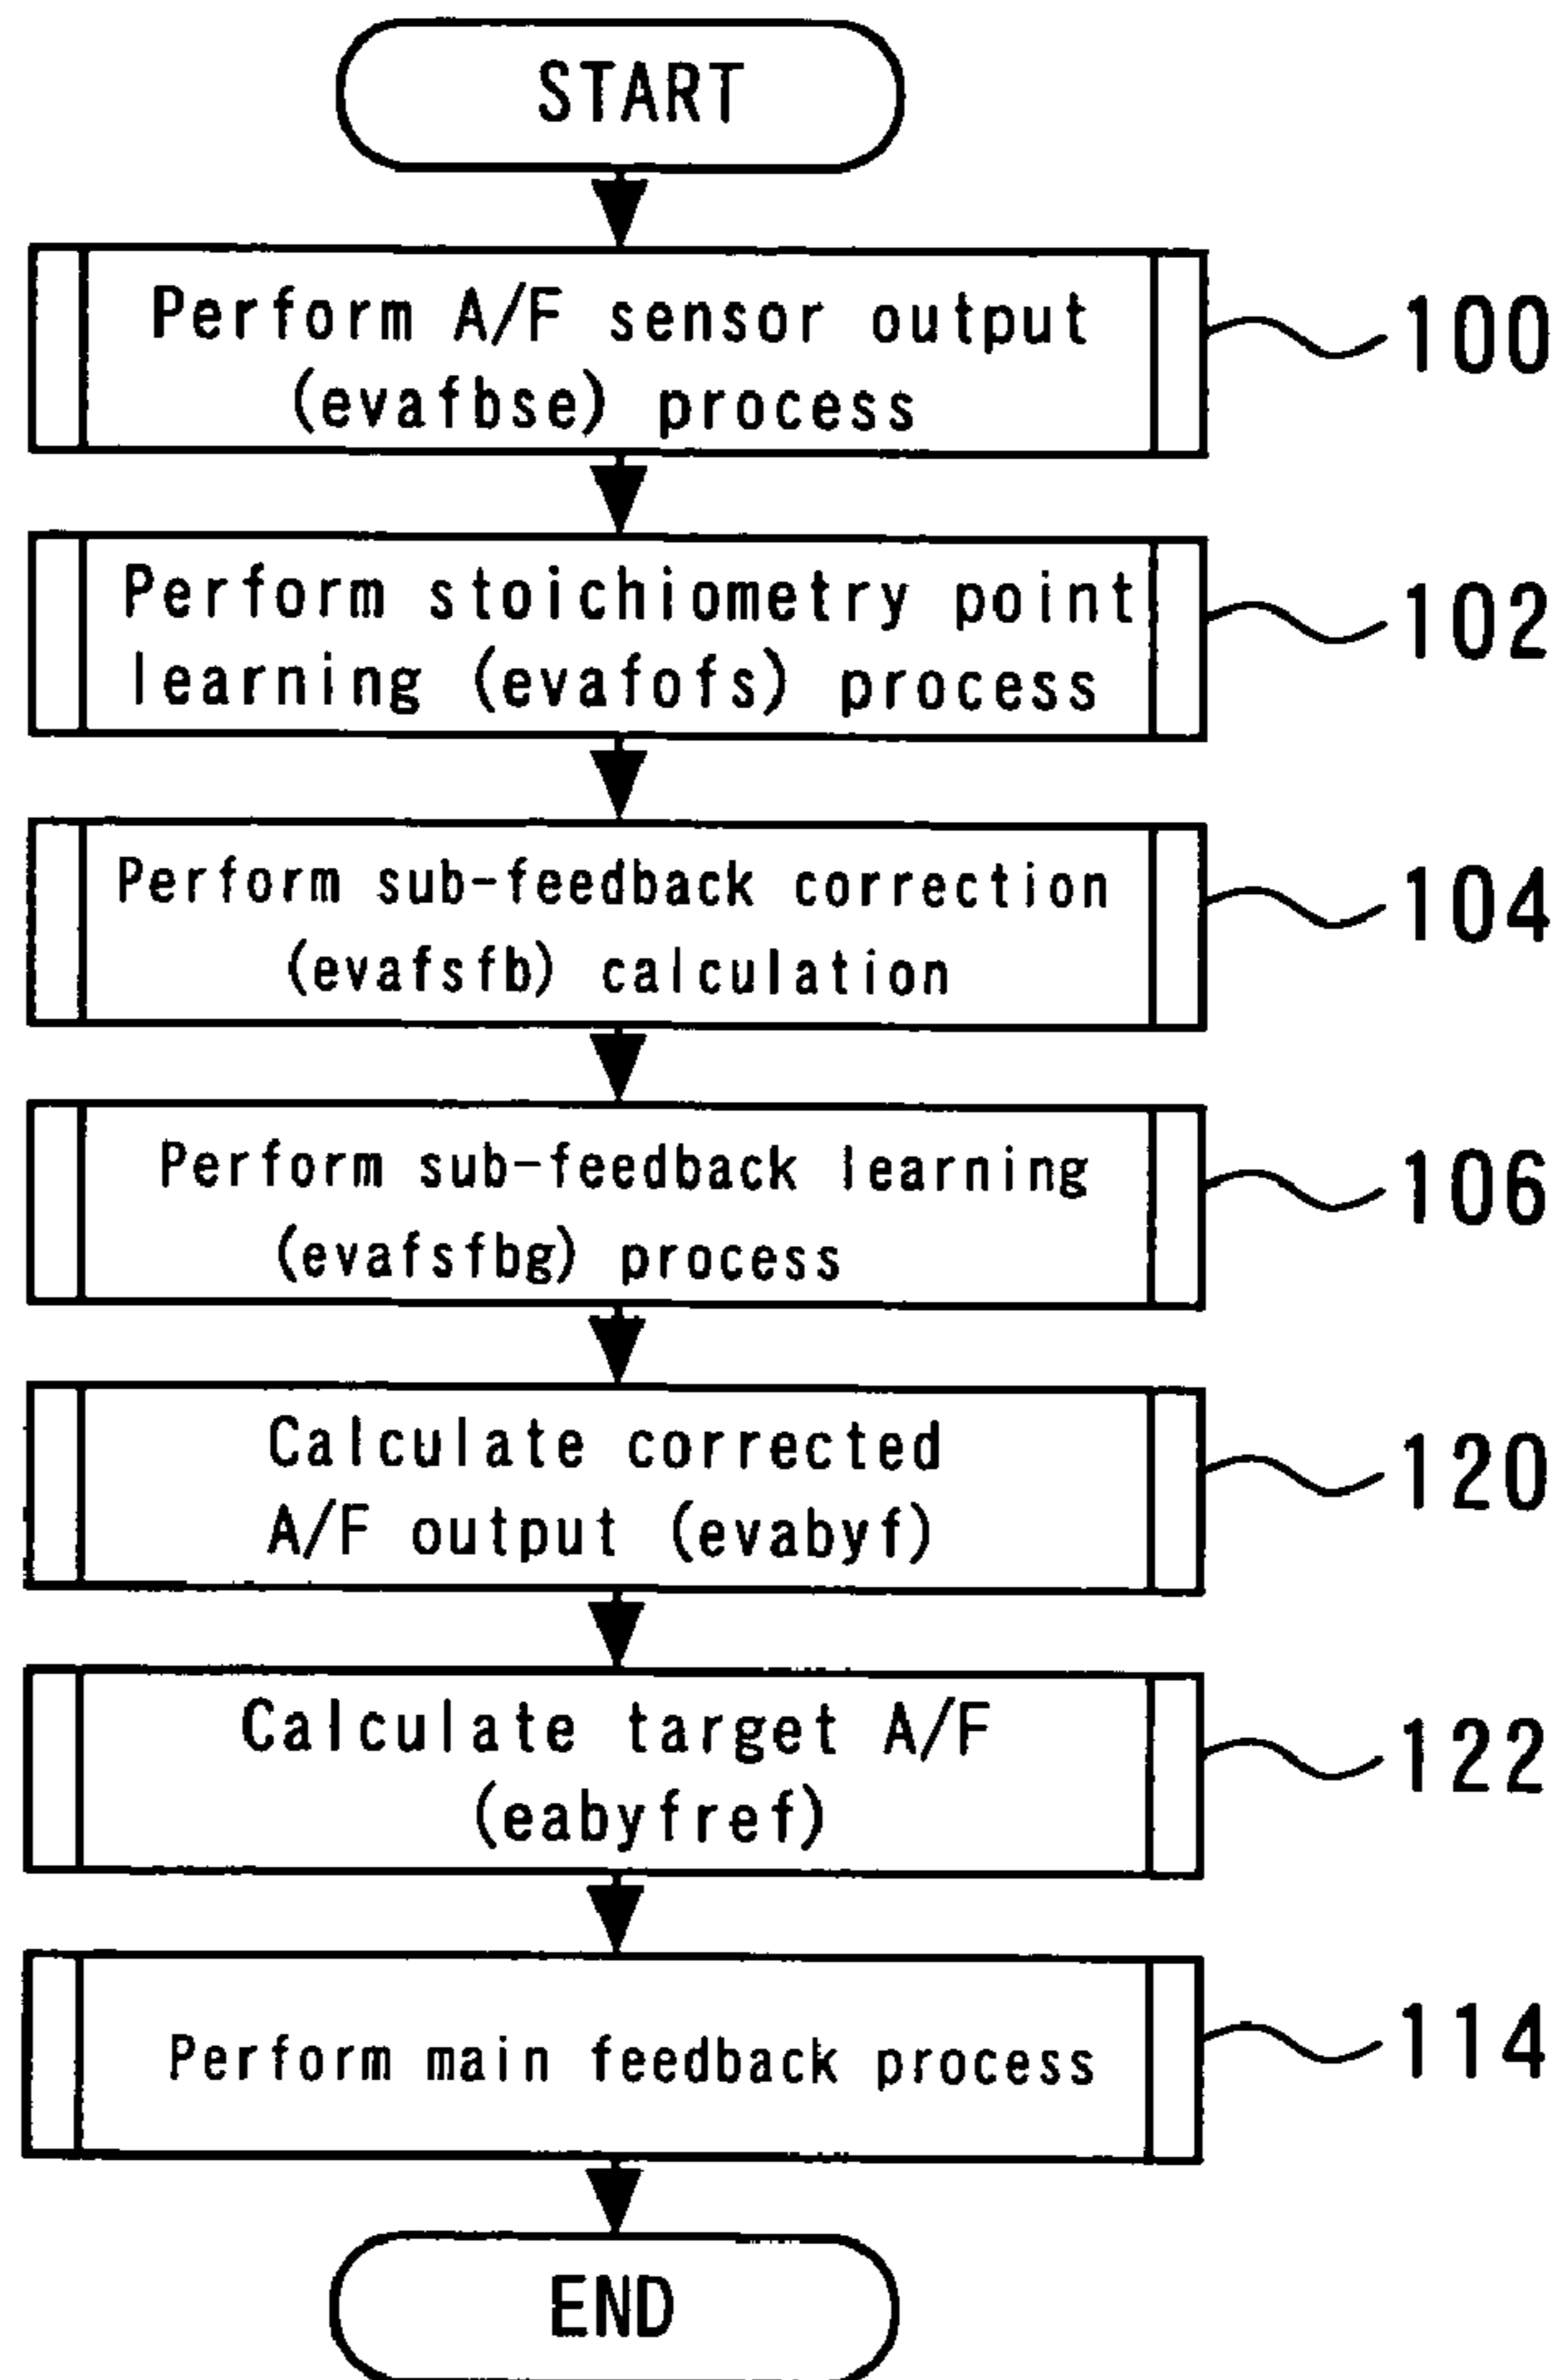 START
Perform A/F sensor output
(evafbse) process
100
Perform stoichiometry point
learning (evafofs) process
102
Perform sub-feedback correction
(evafsfb) calculation
104
Perform sub-feedback learning
(evafsfbg) process
106
Calculate corrected
A/F output (evabyf)
120
Calculate target A/F
(eabyfref)
122
Perform main feedback process
114
END